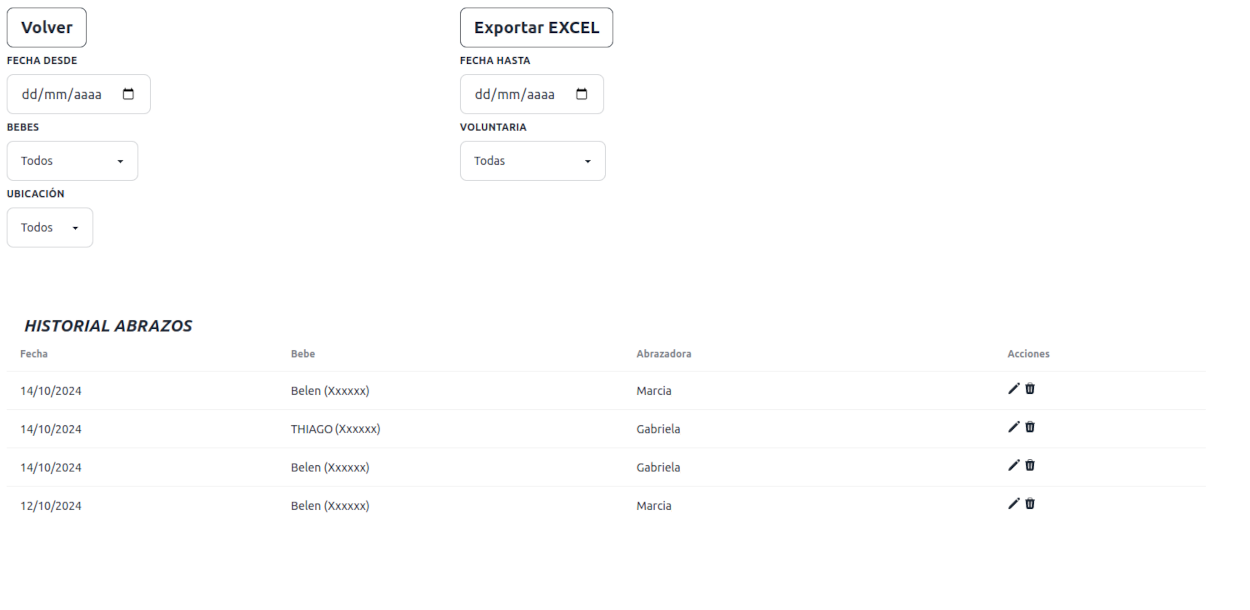 Volver Exportar EXCEL
FECHA DESDE FECHA HASTA
dd/mm/aaaa dd/mm/aaaa
BEBES VOLUNTARIA
Todos Todas
UBICACIÓN
Todos
HISTORIAL ABRAZOS
Fecha Bebe Abrazadora Acciones
14/10/2024 Belen (Xxxxxx) Marcia
14/10/2024 THIAGO (Xxxxxx) Gabriela
14/10/2024 Belen (Xxxxxx) Gabriela
12/10/2024 Belen (Xxxxxx) Marcia